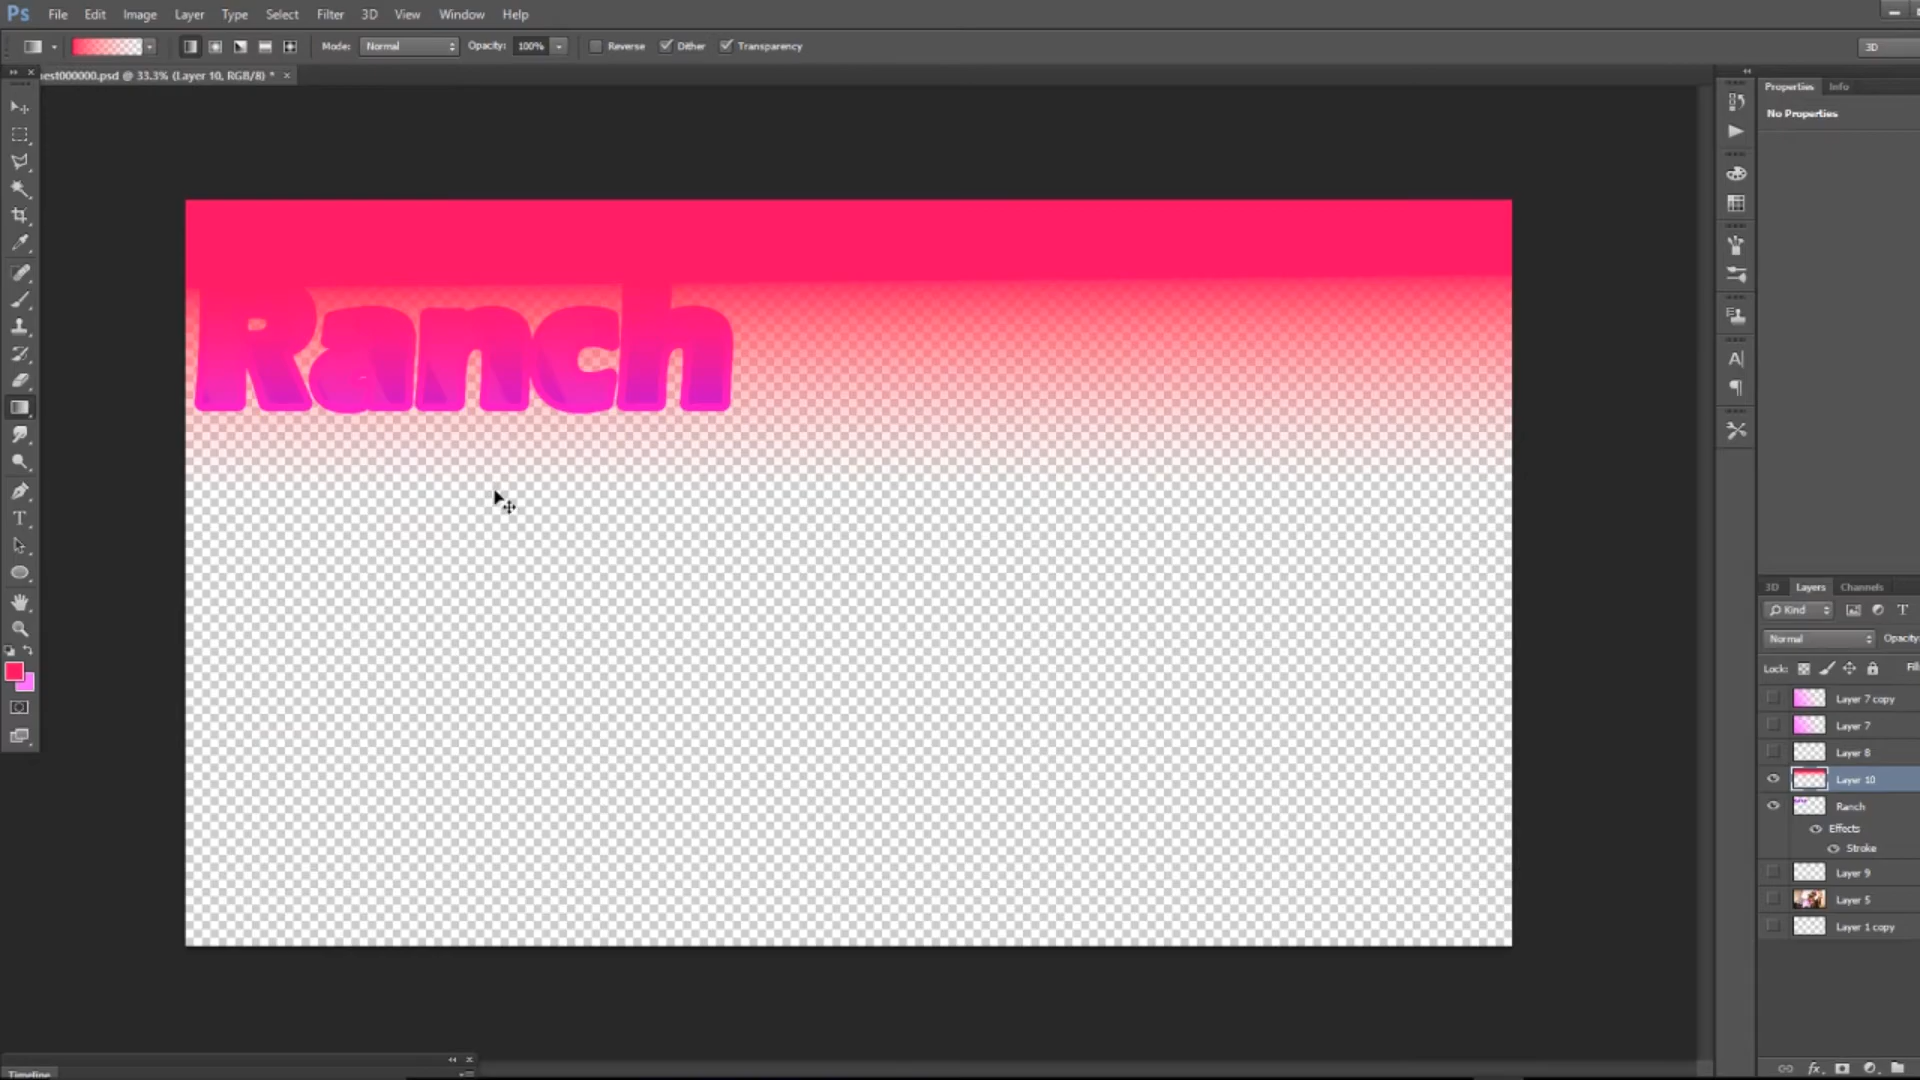 Ps File Edit Image Layer Type Select Filter 3D View Window Help
Mode: Normal Opacity: 100% Reverse Dither Transparency 3D
est000000.psd @ 33.3% (Layer 10, RGB/8) * ×
Properties Info
No Properties
Ranch
3D Layers Channels
Kind
Normal Opacity
Lock: Fil
Layer 7 copy
Layer 7
Layer 8
Layer 10
Ranch
Effects
Stroke
Layer 9
Layer 5
Layer 1 copy
fx
Timeline